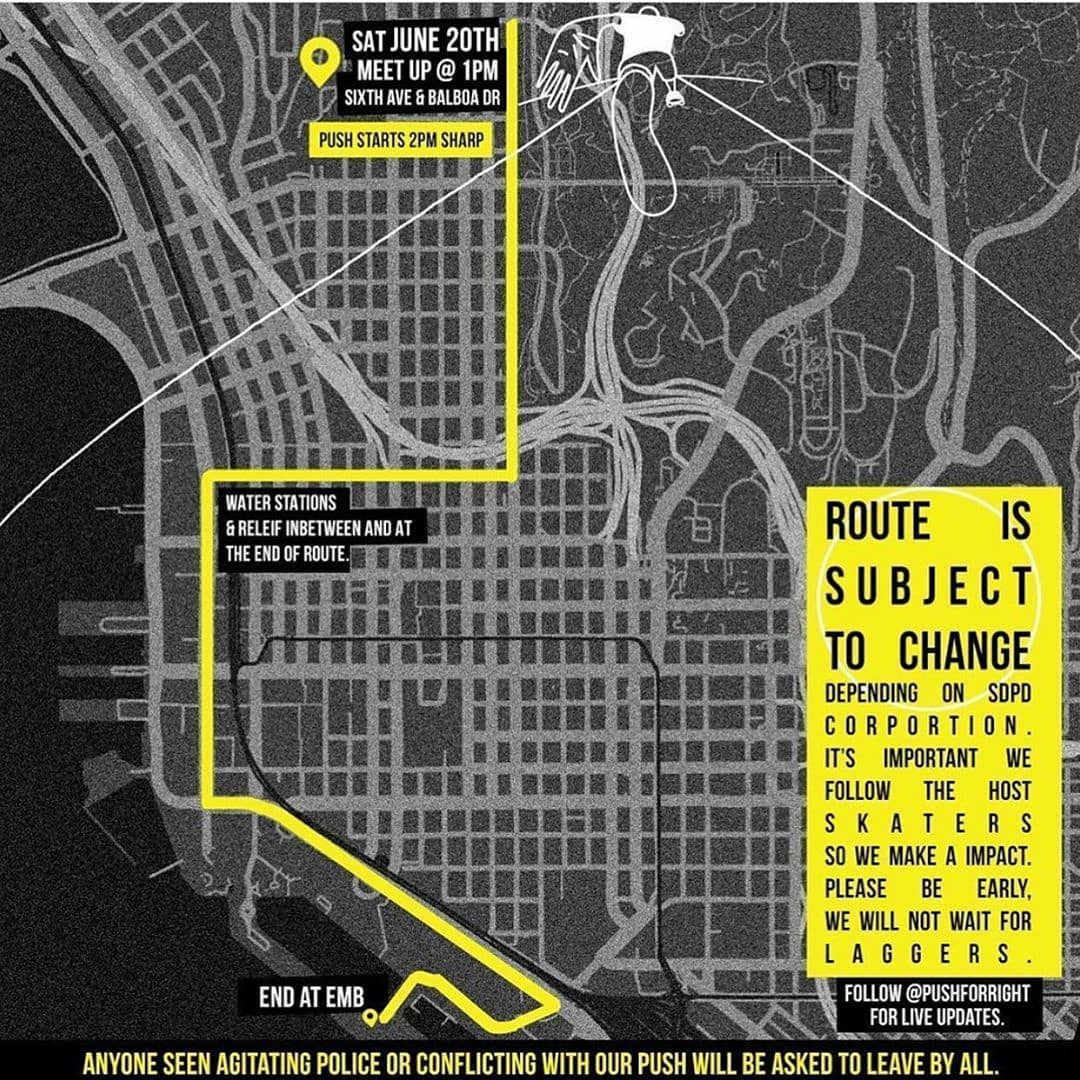 SAT JUNE 20TH
MEET UP @ 1PM
SIXTH AVE & BALBOA DR
PUSH STARTS 2PM SHARP
WATER STATIONS
& RELEIF INBETWEEN AND AT
THE END OF ROUTE.
ROUTE IS
SUBJECT
TO CHANGE
DEPENDING ON SDPD
CORPORTION.
IT'S IMPORTANT WE
FOLLOW THE HOST
SKATERS
SO WE MAKE A IMPACT.
PLEASE BE EARLY,
WE WILL NOT WAIT FOR
LAGGERS.
END AT EMB
FOLLOW @PUSHFORRIGHT
FOR LIVE UPDATES.
ANYONE SEEN AGITATING POLICE OR CONFLICTING WITH OUR PUSH WILL BE ASKED TO LEAVE BY ALL.